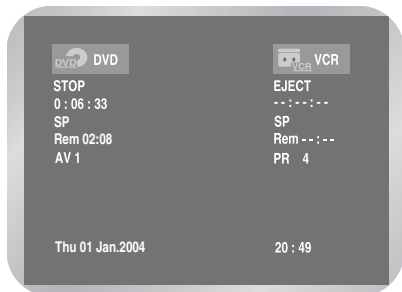 DVD DVD
STOP
0 : 06 : 33
SP
Rem 02:08
AV 1
VCR VCR
EJECT
--:--:--
SP
Rem --:--
PR 4
Thu 01 Jan.2004
20 : 49